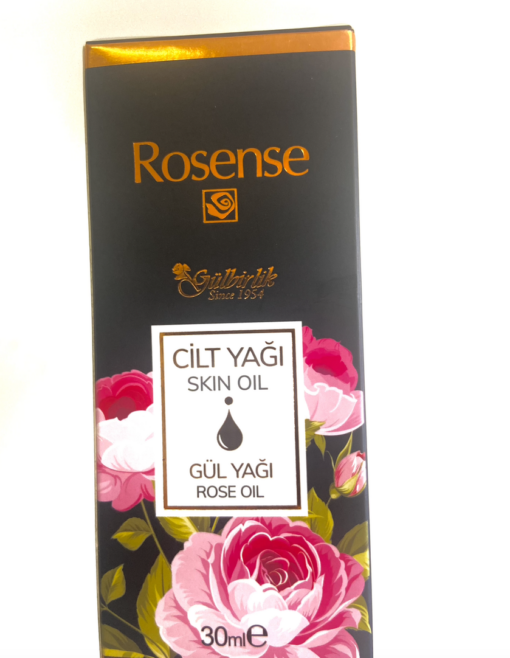 Rosense
Gülbirlik
Since 1954
CİLT YAĞI
SKIN OIL
GÜL YAĞI
ROSE OIL
30ml℮